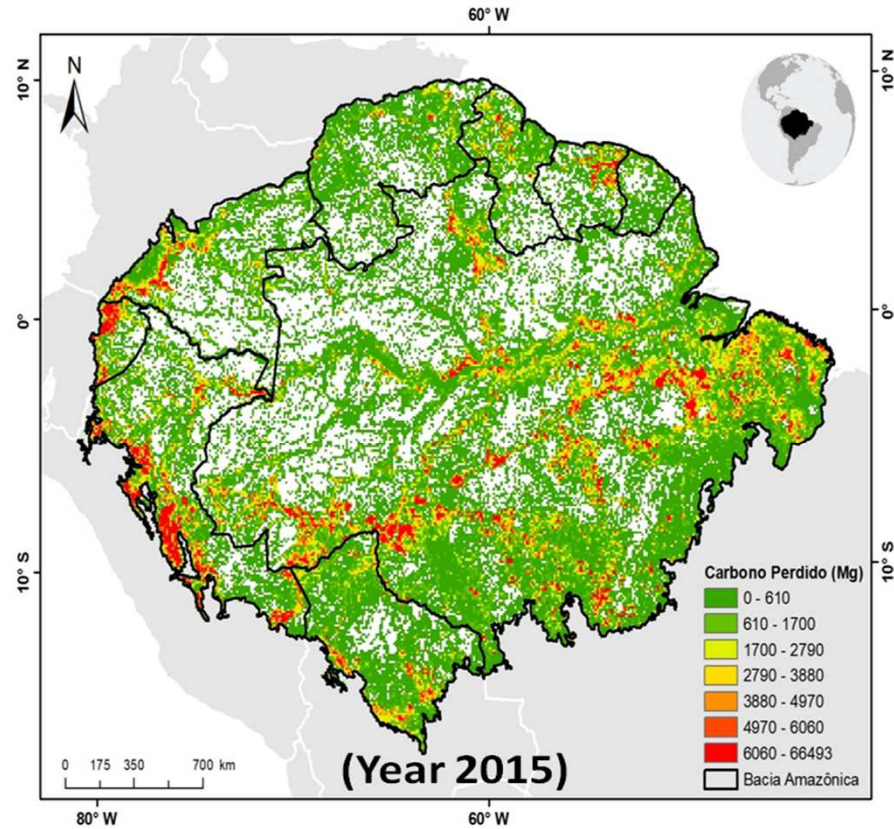 60° W
10° N
10° N
N
0°
0°
10° S
10° S
Carbono Perdido (Mg)
0 - 610
610 - 1700
1700 - 2790
2790 - 3880
3880 - 4970
4970 - 6060
6060 - 66493
Bacia Amazônica
0 175 350 700 km
(Year 2015)
80° W
60° W